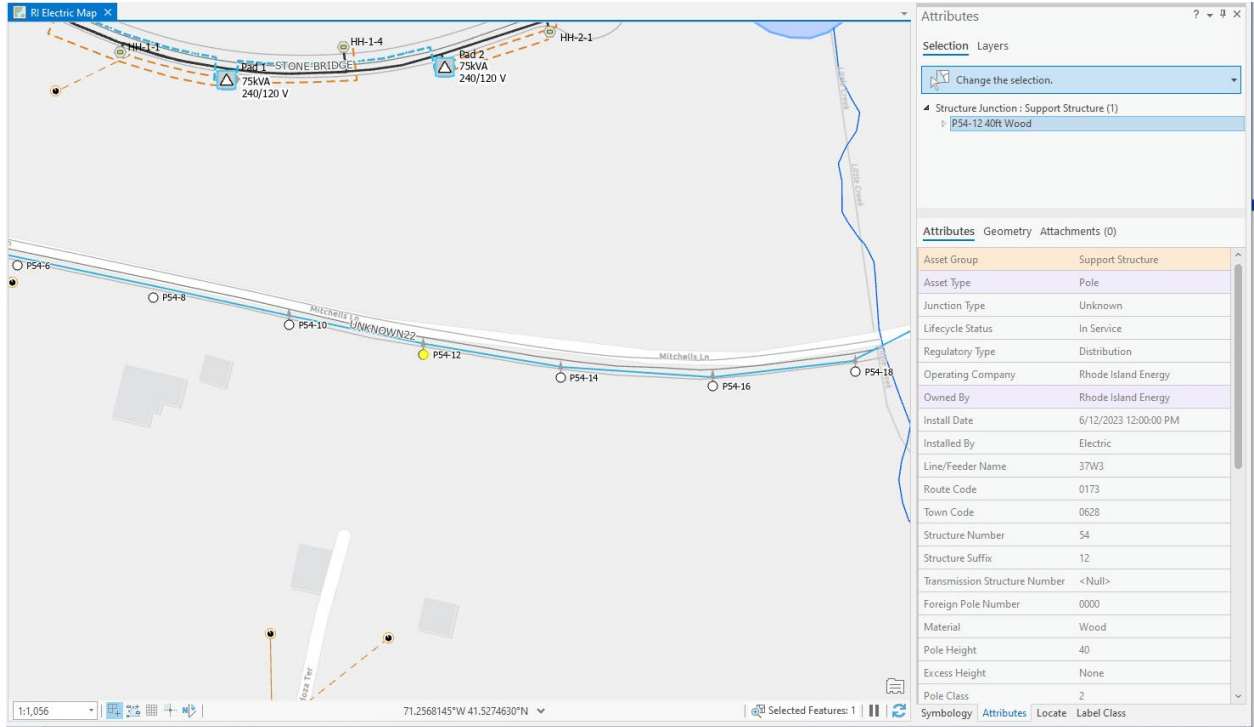 RI Electric Map
HH-1-1
HH-1-4
HH-2-1
Pad 1
75kVA
240/120 V
STONE BRIDGE
Pad 2
75kVA
240/120 V
Little Creek
Little Creek
P54-6
P54-8
Mitchells Ln
P54-10
UNKNOWN22
P54-12
Mitchells Ln
P54-14
P54-16
P54-18
1:1,056
71.2568145°W 41.5274630°N
Selected Features: 1
Attributes
Selection Layers
Change the selection.
Structure Junction : Support Structure (1)
P54-12 40ft Wood
Attributes Geometry Attachments (0)
Asset Group Support Structure
Asset Type Pole
Junction Type Unknown
Lifecycle Status In Service
Regulatory Type Distribution
Operating Company Rhode Island Energy
Owned By Rhode Island Energy
Install Date 6/12/2023 12:00:00 PM
Installed By Electric
Line/Feeder Name 37W3
Route Code 0173
Town Code 0628
Structure Number 54
Structure Suffix 12
Transmission Structure Number <Null>
Foreign Pole Number 0000
Material Wood
Pole Height 40
Excess Height None
Pole Class 2
Symbology Attributes Locate Label Class